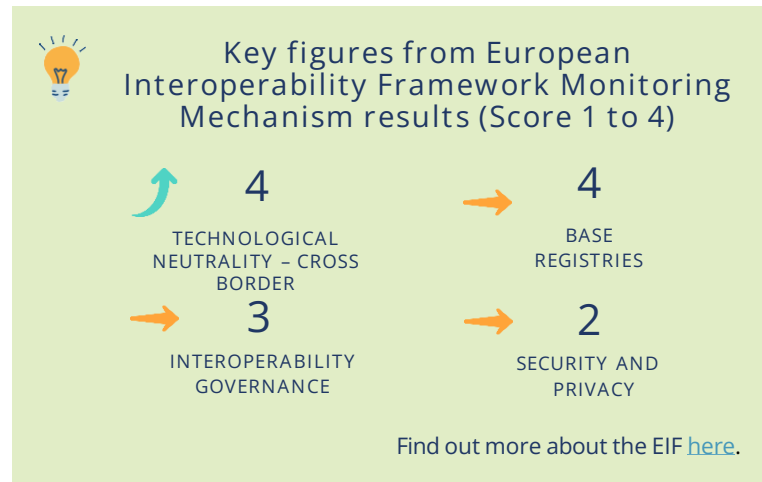 Key figures from European
Interoperability Framework Monitoring
Mechanism results (Score 1 to 4)
4
TECHNOLOGICAL
NEUTRALITY – CROSS
BORDER
4
BASE
REGISTRIES
3
INTEROPERABILITY
GOVERNANCE
2
SECURITY AND
PRIVACY
Find out more about the EIF here.